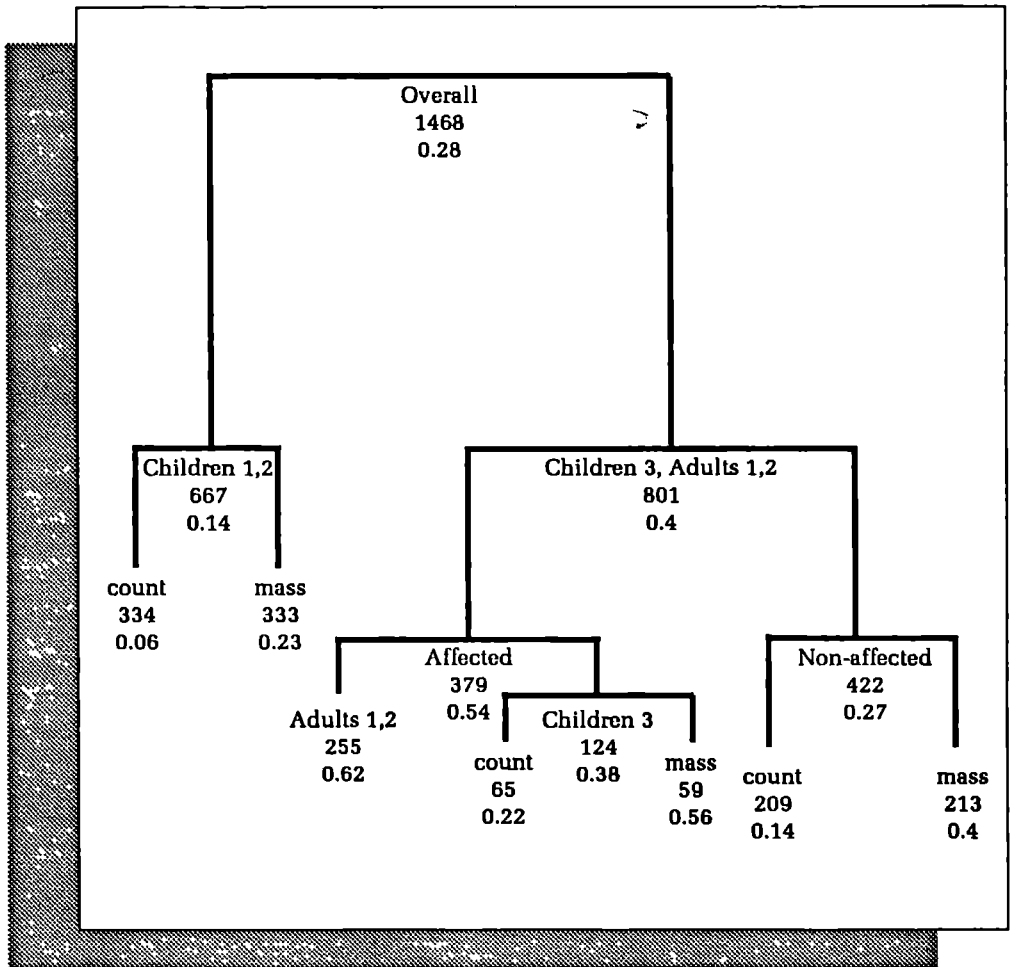 Overall
1468
0.28
Children 1,2
667
0.14
Children 3, Adults 1,2
801
0.4
count
334
0.06
mass
333
0.23
Affected
379
0.54
Non-affected
422
0.27
Adults 1,2
255
0.62
Children 3
124
0.38
count
65
0.22
mass
59
0.56
count
209
0.14
mass
213
0.4